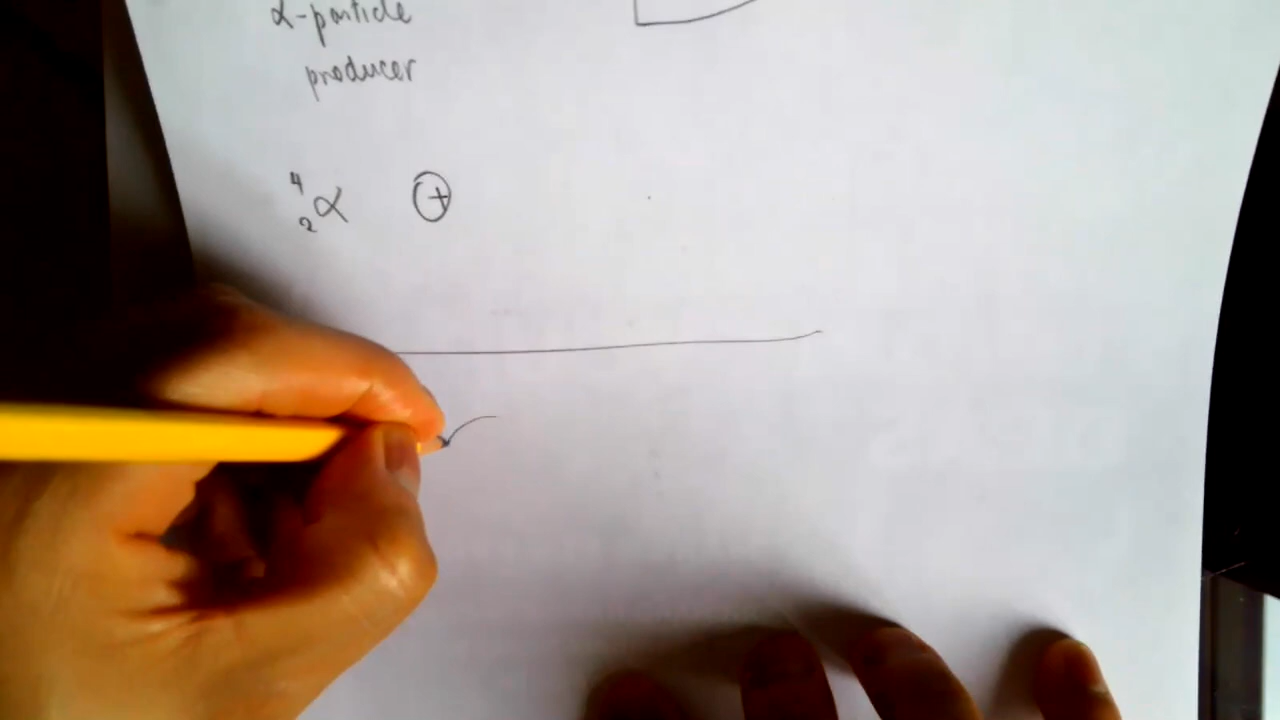 α-particle
producer
⁴₂α ⊕